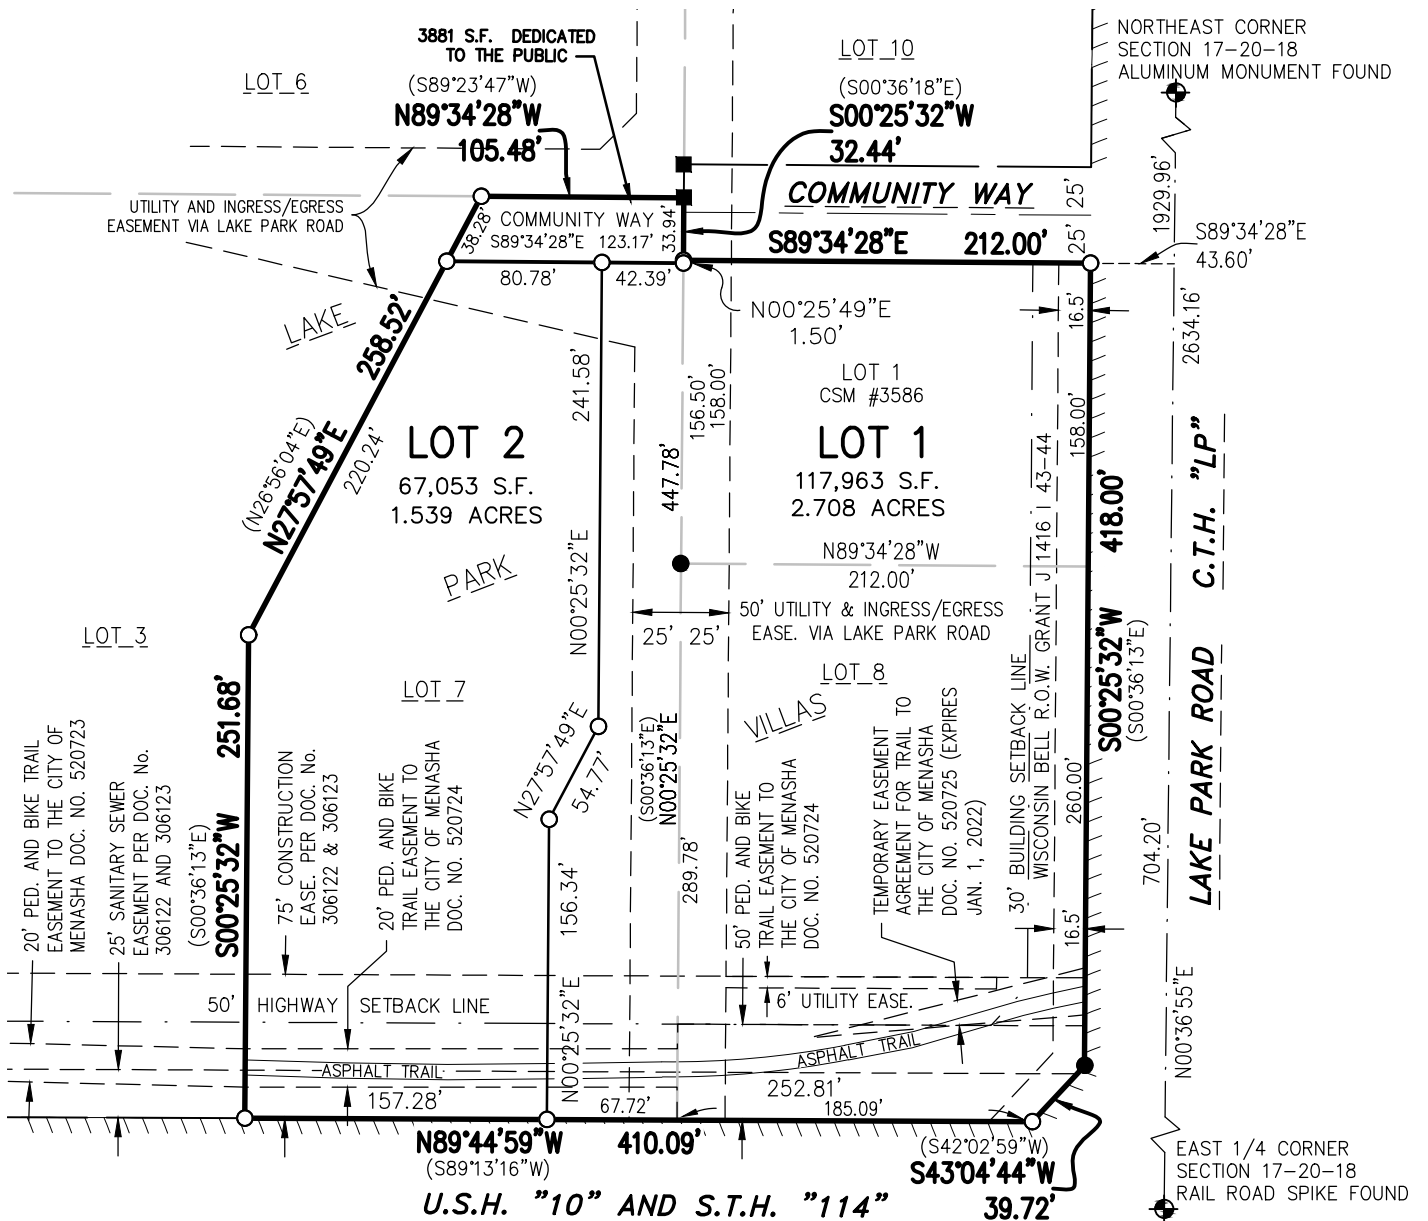 3881 S.F. DEDICATED
TO THE PUBLIC
LOT 6
(S89°23'47"W)
N89°34'28"W
105.48'
LOT 10
(S00°36'18"E)
S00°25'32"W
32.44'
NORTHEAST CORNER
SECTION 17-20-18
ALUMINUM MONUMENT FOUND
UTILITY AND INGRESS/EGRESS
EASEMENT VIA LAKE PARK ROAD
38.28'
COMMUNITY WAY
S89°34'28"E 123.17'
33.94'
80.78'
42.39'
COMMUNITY WAY
S89°34'28"E 212.00'
25'
25'
1929.96'
S89°34'28"E
43.60'
N00°25'49"E
1.50'
16.5'
2634.16'
LAKE
258.52'
(N26°56'04"E)
N27°57'49"E
220.24'
241.58'
156.50'
158.00'
LOT 1
CSM #3586
158.00'
LOT 2
67,053 S.F.
1.539 ACRES
447.78'
LOT 1
117,963 S.F.
2.708 ACRES
418.00'
C.T.H. "LP"
LAKE PARK ROAD
N00°25'32"E
N89°34'28"W
212.00'
PARK
25' 25'
50' UTILITY & INGRESS/EGRESS
EASE. VIA LAKE PARK ROAD
LOT 3
LOT 7
LOT 8
VILLAS
251.68'
S00°25'32"W
(S00°36'13"E)
S00°25'32"W
(S00°36'13"E)
20' PED. AND BIKE TRAIL
EASEMENT TO THE CITY OF
MENASHA DOC. NO. 520723
25' SANITARY SEWER
EASEMENT PER DOC. No.
306122 AND 306123
75' CONSTRUCTION
EASE. PER DOC. No.
306122 & 306123
20' PED. AND BIKE
TRAIL EASEMENT TO
THE CITY OF MENASHA
DOC. NO. 520724
N27°57'49"E
54.77'
156.34'
N00°25'32"E
(S00°36'13"E)
N00°25'32"E
289.78'
50' PED. AND BIKE
TRAIL EASEMENT TO
THE CITY OF MENASHA
DOC. NO. 520724
TEMPORARY EASEMENT
AGREEMENT FOR TRAIL TO
THE CITY OF MENASHA
DOC. NO. 520725 (EXPIRES
JAN. 1, 2022)
30' BUILDING SETBACK LINE
WISCONSIN BELL R.O.W. GRANT J 1416 I 43-44
260.00'
16.5'
704.20'
N00°36'55"E
50' HIGHWAY SETBACK LINE
6' UTILITY EASE.
ASPHALT TRAIL
ASPHALT TRAIL
157.28'
67.72'
252.81'
185.09'
N89°44'59"W 410.09'
(S89°13'16"W)
(S42°02'59"W)
S43°04'44"W
39.72'
U.S.H. "10" AND S.T.H. "114"
EAST 1/4 CORNER
SECTION 17-20-18
RAIL ROAD SPIKE FOUND